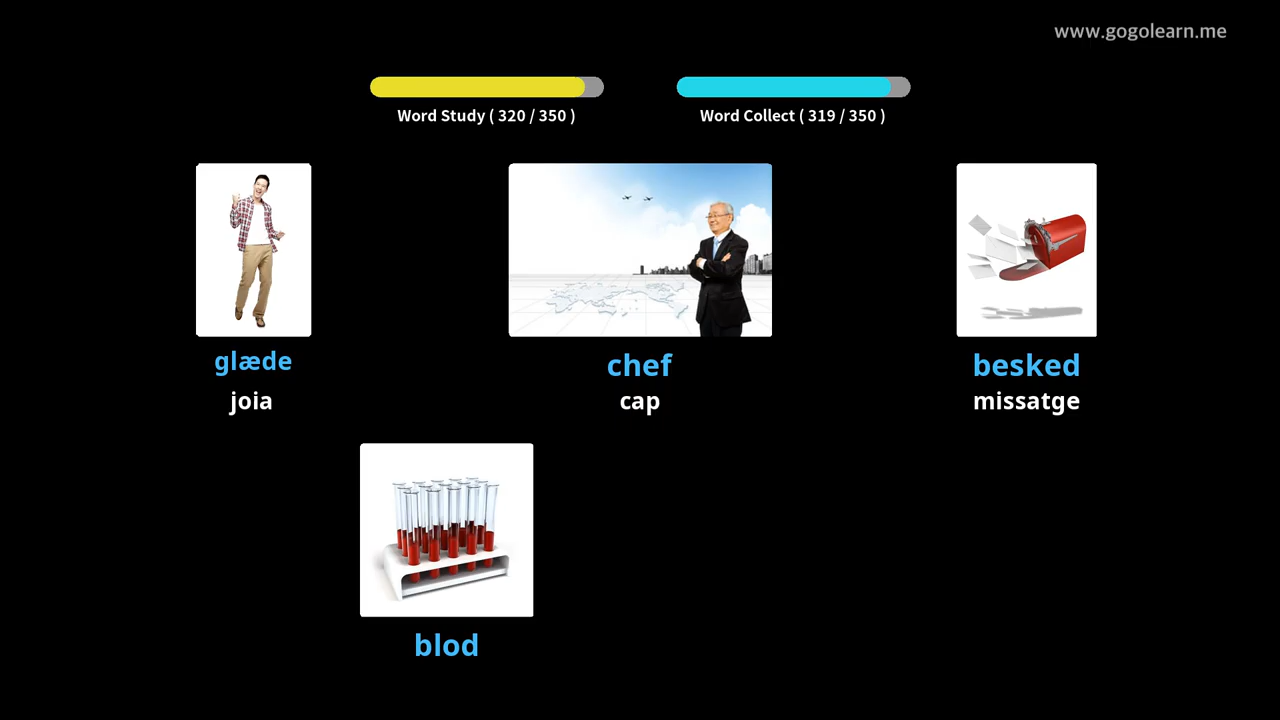 www.gogolearn.me
Word Study ( 320 / 350 )
Word Collect ( 319 / 350 )
glæde
chef
besked
joia
cap
missatge
blod